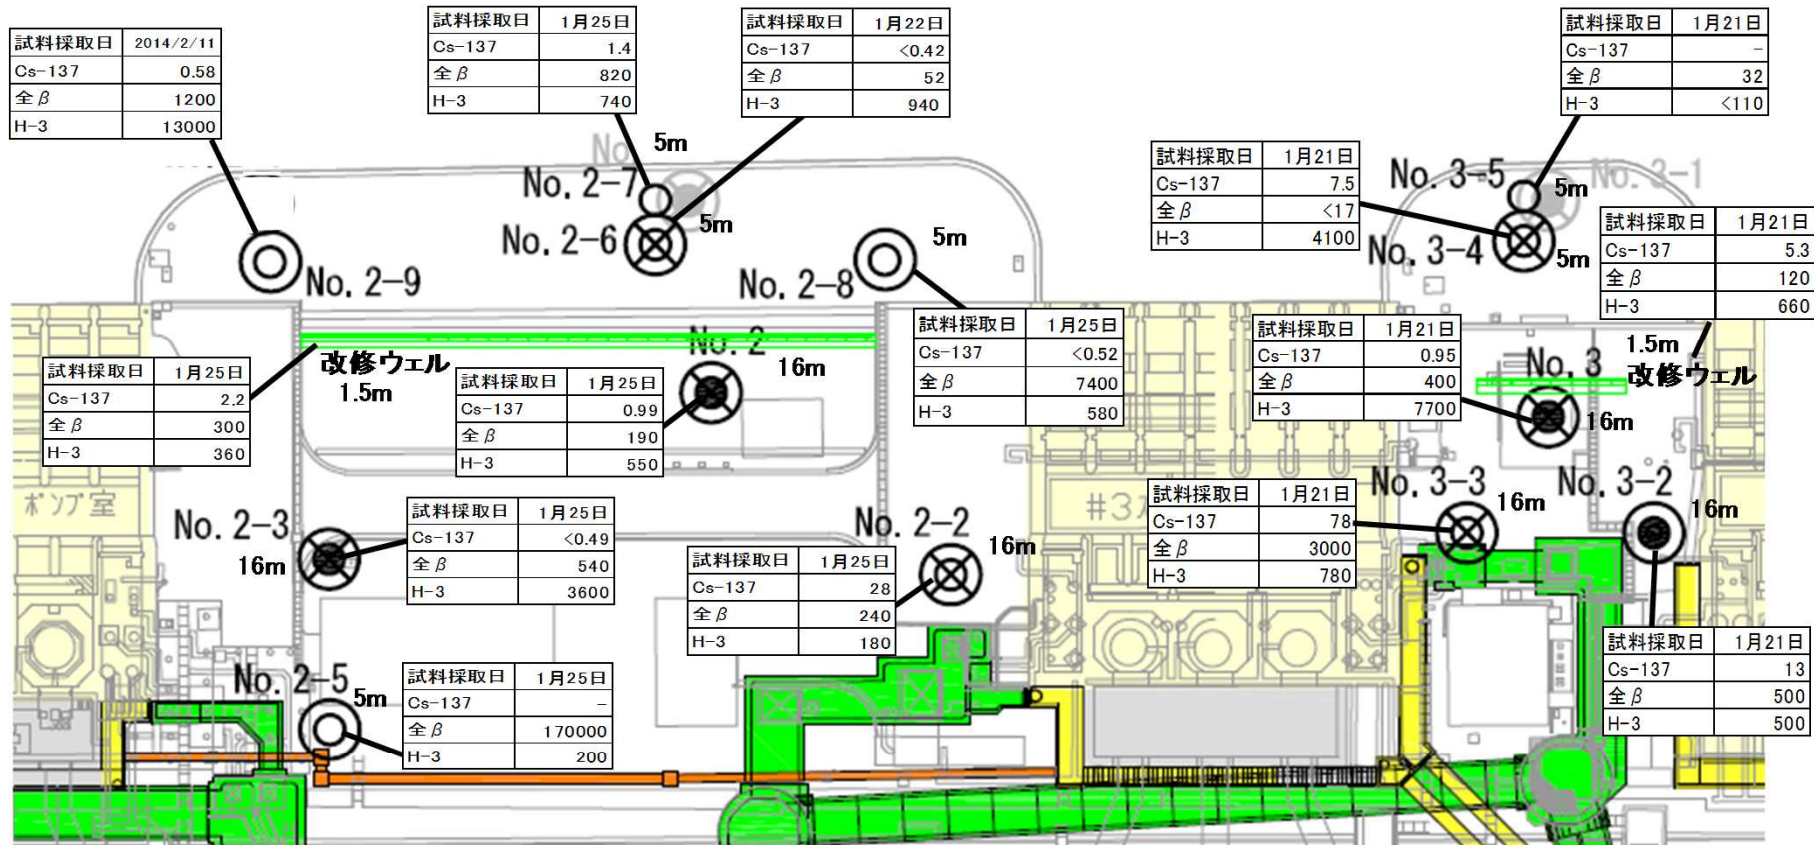 試料採取日 2014/2/11
Cs-137 0.58
全β 1200
H-3 13000
試料採取日 1月25日
Cs-137 1.4
全β 820
H-3 740
試料採取日 1月22日
Cs-137 <0.42
全β 52
H-3 940
試料採取日 1月21日
Cs-137 -
全β 32
H-3 <110
試料採取日 1月21日
Cs-137 7.5
全β <17
H-3 4100
試料採取日 1月21日
Cs-137 5.3
全β 120
H-3 660
No. 5m
No. 2-7
No. 2-6 5m
No. 2-9
No. 2-8 5m
No. 3-5 5m No. 3-1
No. 3-4 5m
試料採取日 1月25日
Cs-137 2.2
全β 300
H-3 360
改修ウェル
1.5m
試料採取日 1月25日
Cs-137 0.99
全β 190
H-3 550
No. 2 16m
試料採取日 1月25日
Cs-137 <0.52
全β 7400
H-3 580
試料採取日 1月21日
Cs-137 0.95
全β 400
H-3 7700
No. 3 16m
1.5m
改修ウェル
ポンプ室
No. 2-3
16m
試料採取日 1月25日
Cs-137 <0.49
全β 540
H-3 3600
No. 2-2
16m
試料採取日 1月25日
Cs-137 28
全β 240
H-3 180
#3
試料採取日 1月21日
Cs-137 78
全β 3000
H-3 780
No. 3-3 16m
No. 3-2 16m
試料採取日 1月21日
Cs-137 13
全β 500
H-3 500
No. 2-5 5m
試料採取日 1月25日
Cs-137 -
全β 170000
H-3 200